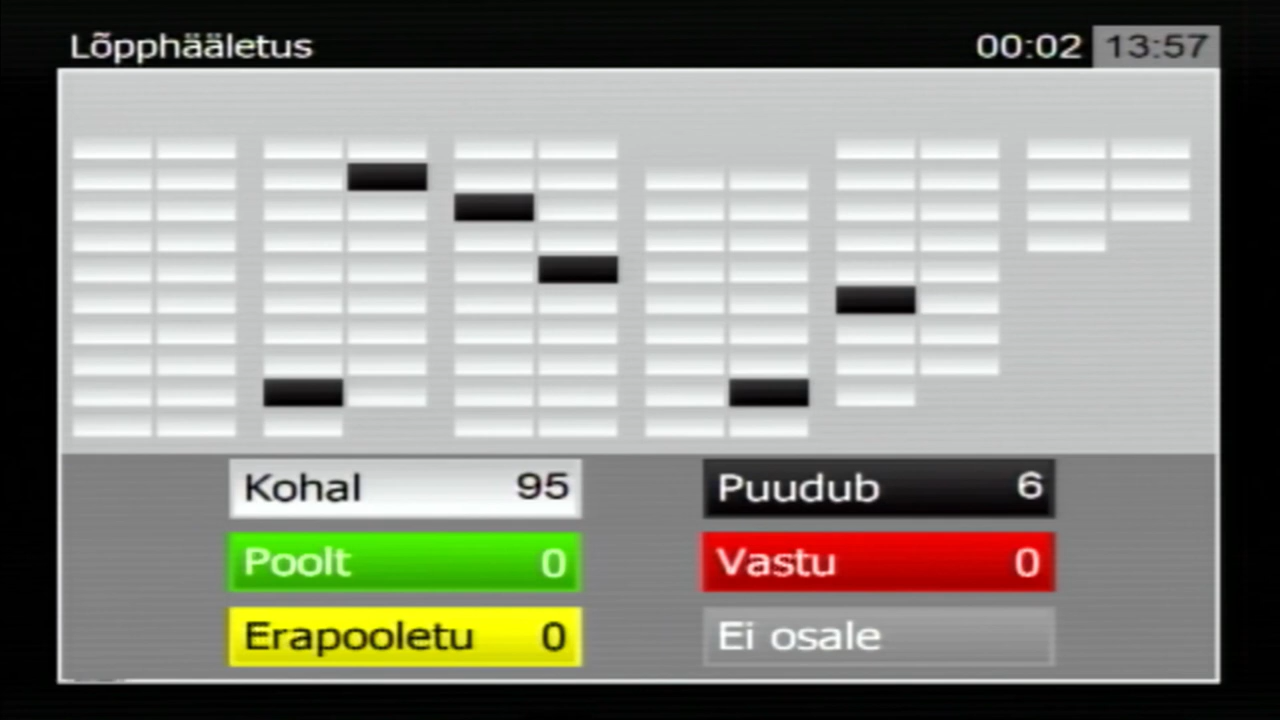 Lõpphääletus 00:02 13:57
Kohal 95 Puudub 6
Poolt 0 Vastu 0
Erapooletu 0 Ei osale